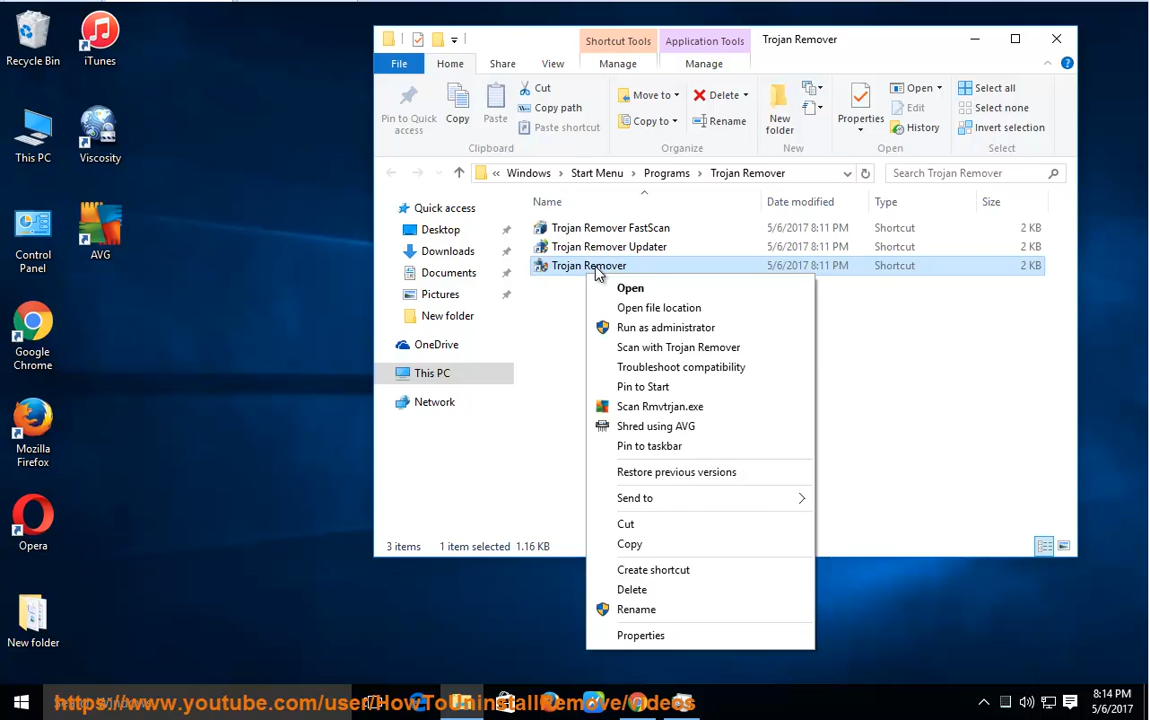 Recycle Bin
iTunes
This PC
Viscosity
Control
Panel
AVG
Google
Chrome
Mozilla
Firefox
Opera
New folder
Shortcut Tools
Application Tools
Trojan Remover
File
Home
Share
View
Manage
Manage
Pin to Quick
access
Copy
Paste
Cut
Copy path
Paste shortcut
Clipboard
Move to
Copy to
Delete
Rename
Organize
New
folder
New
Properties
Open
Edit
History
Open
Select all
Select none
Invert selection
Select
« Windows > Start Menu > Programs > Trojan Remover
Search Trojan Remover
Name Date modified Type Size
Trojan Remover FastScan 5/6/2017 8:11 PM Shortcut 2 KB
Trojan Remover Updater 5/6/2017 8:11 PM Shortcut 2 KB
Trojan Remover 5/6/2017 8:11 PM Shortcut 2 KB
Quick access
Desktop
Downloads
Documents
Pictures
New folder
OneDrive
This PC
Network
Open
Open file location
Run as administrator
Scan with Trojan Remover
Troubleshoot compatibility
Pin to Start
Scan Rmvtrjan.exe
Shred using AVG
Pin to taskbar
Restore previous versions
Send to
Cut
Copy
Create shortcut
Delete
Rename
Properties
3 items 1 item selected 1.16 KB
https://www.youtube.com/user/HowToUninstallRemove/videos
8:14 PM
5/6/2017